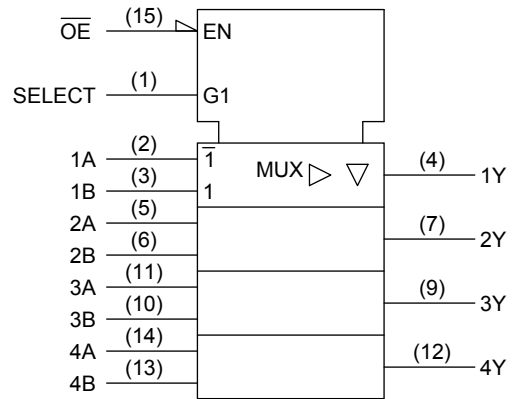 O̅E̅ (15) EN
SELECT (1) G1
1A (2) 1̅ MUX (4) 1Y
1B (3) 1
2A (5) (7) 2Y
2B (6)
3A (11) (9) 3Y
3B (10)
4A (14) (12) 4Y
4B (13)